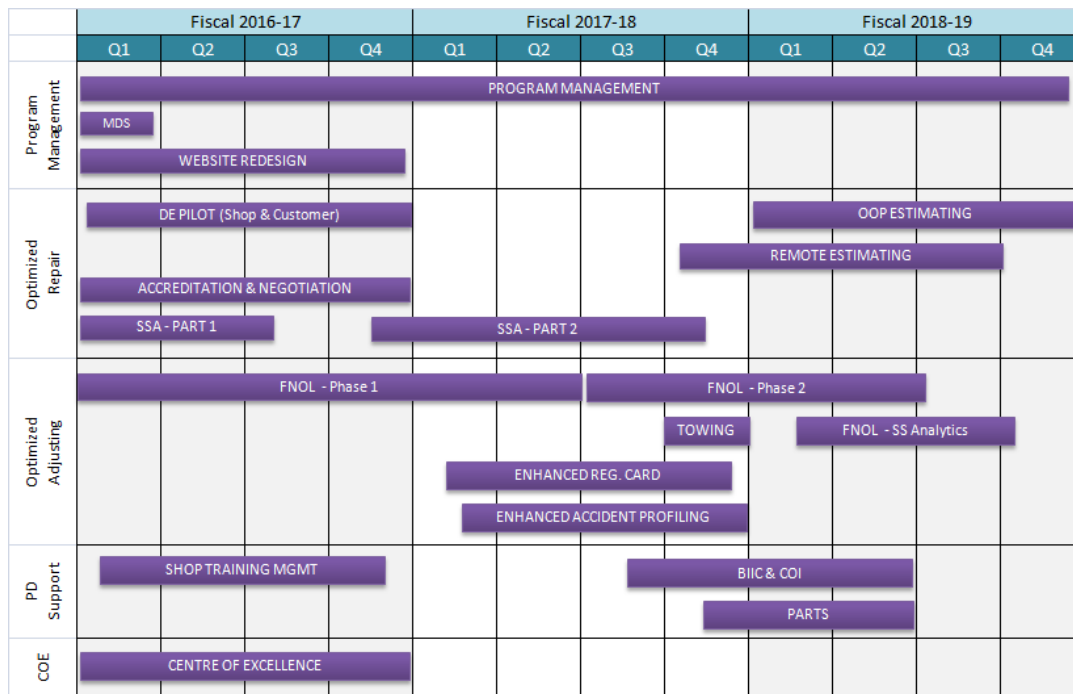 Fiscal 2016-17 Fiscal 2017-18 Fiscal 2018-19
Q1 Q2 Q3 Q4 Q1 Q2 Q3 Q4 Q1 Q2 Q3 Q4
Program
Management
PROGRAM MANAGEMENT
MDS
WEBSITE REDESIGN
Optimized
Repair
DE PILOT (Shop & Customer)
OOP ESTIMATING
REMOTE ESTIMATING
ACCREDITATION & NEGOTIATION
SSA - PART 1
SSA - PART 2
Optimized
Adjusting
FNOL - Phase 1
FNOL - Phase 2
TOWING
FNOL - SS Analytics
ENHANCED REG. CARD
ENHANCED ACCIDENT PROFILING
PD
Support
SHOP TRAINING MGMT
BIIC & COI
PARTS
COE
CENTRE OF EXCELLENCE